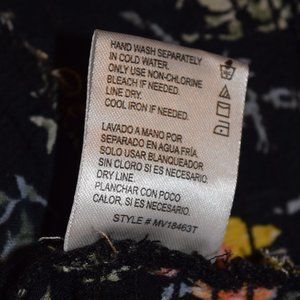 HAND WASH SEPARATELY
IN COLD WATER.
ONLY USE NON-CHLORINE
BLEACH IF NEEDED.
LINE DRY.
COOL IRON IF NEEDED.
LAVADO A MANO POR
SEPARADO EN AGUA FRÍA.
SOLO USAR BLANQUEADOR
SIN CLORO SI ES NECESARIO.
DRY LINE.
PLANCHAR CON POCO
CALOR, SI ES NECESARIO.
STYLE # MV18463T